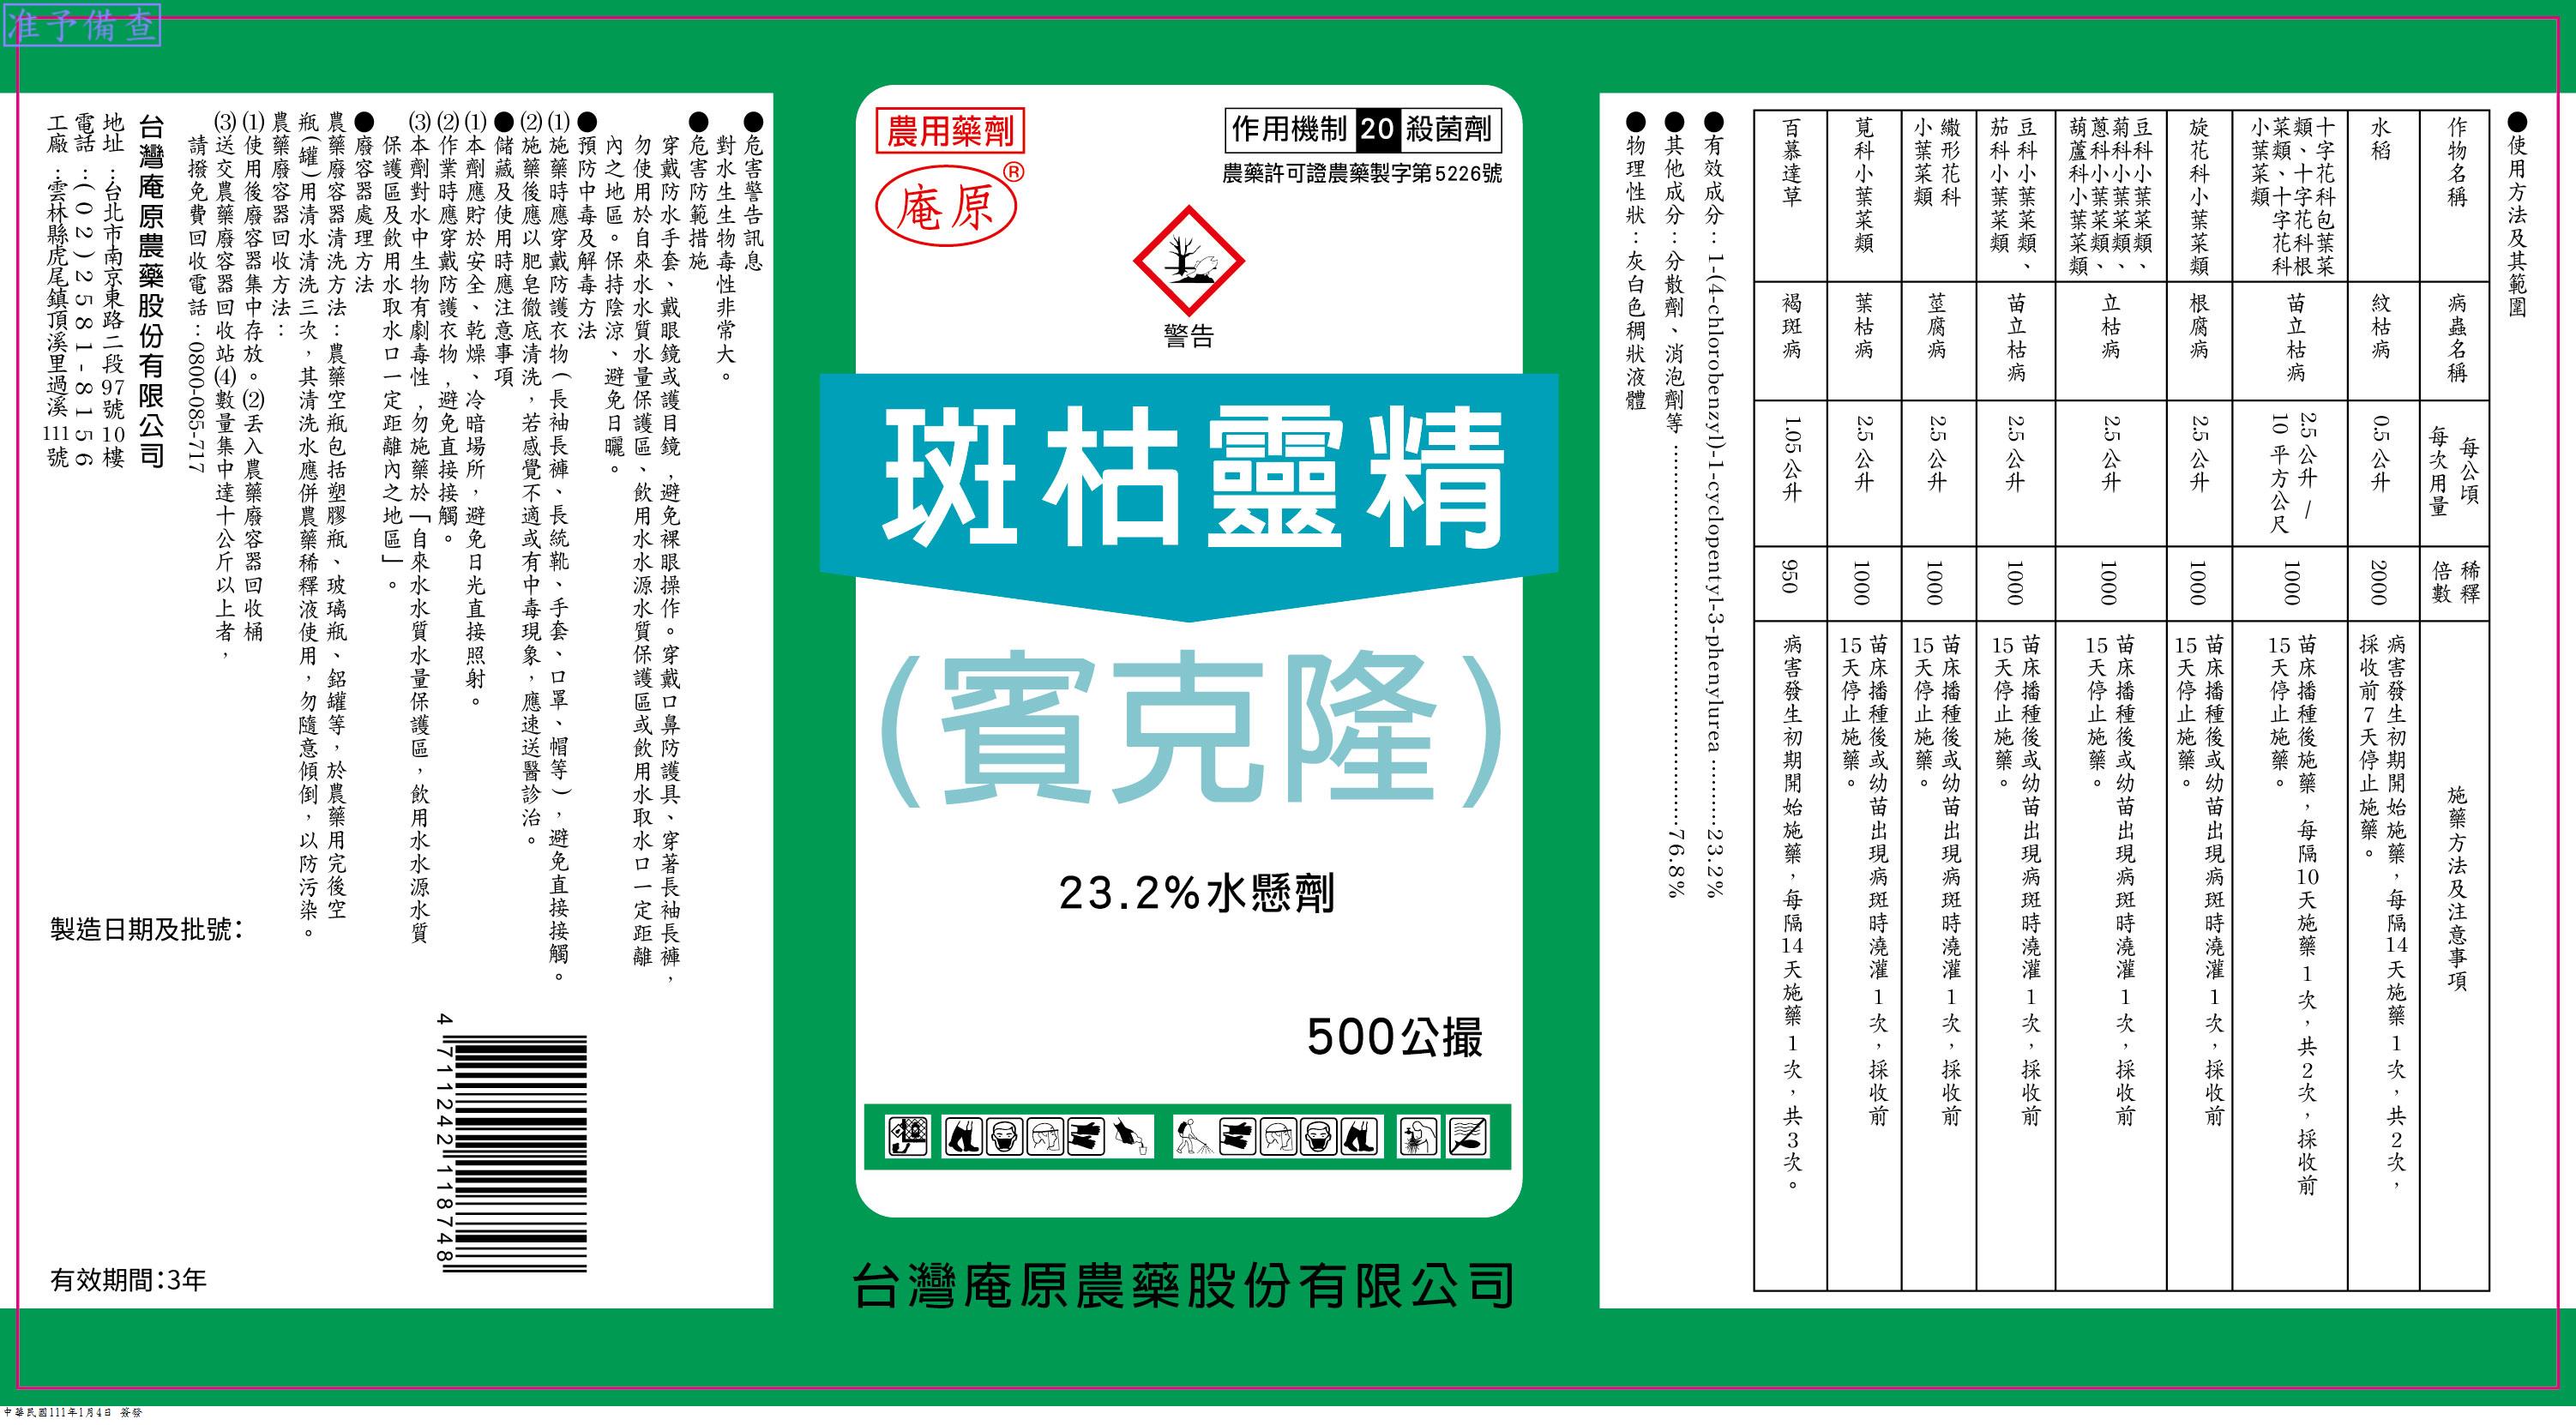 准予備查
●使用方法及其範圍
作物名稱
病蟲名稱
每公頃
每次用量
稀釋
倍數
施藥方法及注意事項
水稻
紋枯病
0.5公升
2000
病害發生初期開始施藥，每隔14天施藥1次，共2次，
採收前7天停止施藥。
十字花科包葉菜
類、十字花科根
菜類、十字花科
小葉菜類
苗立枯病
2.5公升 /
10 平方公尺
1000
苗床播種後施藥，每隔10天施藥1次，共2次，採收前
15天停止施藥。
旋花科小葉菜類
根腐病
2.5公升
1000
苗床播種後或幼苗出現病斑時澆灌1次，採收前
15天停止施藥。
豆科小葉菜類、
菊科小葉菜類、
蔥科小葉菜類、
葫蘆科小葉菜類
立枯病
2.5公升
1000
苗床播種後或幼苗出現病斑時澆灌1次，採收前
15天停止施藥。
豆科小葉菜類、
茄科小葉菜類
苗立枯病
2.5公升
1000
苗床播種後或幼苗出現病斑時澆灌1次，採收前
15天停止施藥。
繖形花科
小葉菜類
莖腐病
2.5公升
1000
苗床播種後或幼苗出現病斑時澆灌1次，採收前
15天停止施藥。
莧科小葉菜類
葉枯病
2.5公升
1000
苗床播種後或幼苗出現病斑時澆灌1次，採收前
15天停止施藥。
百慕達草
褐斑病
1.05公升
950
病害發生初期開始施藥，每隔14天施藥1次，共3次。
●有效成分：1-(4-chlorobenzyl)-1-cyclopentyl-3-phenylurea ………23.2%
●其他成分：分散劑、消泡劑等 ………………………………76.8%
●物理性狀：灰白色稠狀液體
農用藥劑
庵原®
作用機制 20 殺菌劑
農藥許可證農藥製字第5226號
警告
斑枯靈精
(賓克隆)
23.2%水懸劑
500公撮
台灣庵原農藥股份有限公司
●危害警告訊息
對水生生物毒性非常大。
●危害防範措施
穿戴防水手套、戴眼鏡或護目鏡，避免裸眼操作。穿戴口鼻防護具、穿著長袖長褲，
勿使用於自來水水質水量保護區、飲用水水源水質保護區或飲用水取水口一定距離
內之地區。保持陰涼、避免日曬。
●預防中毒及解毒方法
(1)施藥時應穿戴防護衣物(長袖長褲、長統靴、手套、口罩、帽等)，避免直接接觸。
(2)施藥後應以肥皂徹底清洗，若感覺不適或有中毒現象，應速送醫診治。
●儲藏及使用時應注意事項
(1)本劑應貯於安全、乾燥、冷暗場所，避免日光直接照射。
(2)作業時應穿戴防護衣物，避免直接接觸。
(3)本劑對水中生物有劇毒性，勿施藥於「自來水水質水量保護區，飲用水水源水質
保護區及飲用水取水口一定距離內之地區」。
●廢容器處理方法
農藥廢容器清洗方法：農藥空瓶包括塑膠瓶、玻璃瓶、鋁罐等，於農藥用完後空
瓶(罐)用清水清洗三次，其清洗水應併農藥稀釋液使用，勿隨意傾倒，以防污染。
農藥廢容器回收方法：
(1)使用後廢容器集中存放。(2)丟入農藥廢容器回收桶
(3)送交農藥廢容器回收站(4)數量集中達十公斤以上者，
請撥免費回收電話：0800-085-717
台灣庵原農藥股份有限公司
地址：台北市南京東路二段97號10樓
電話：(02)2581-8156
工廠：雲林縣虎尾鎮頂溪里過溪111號
製造日期及批號：
4 711242 118748
有效期間：3年
中華民國111年1月4日 簽發